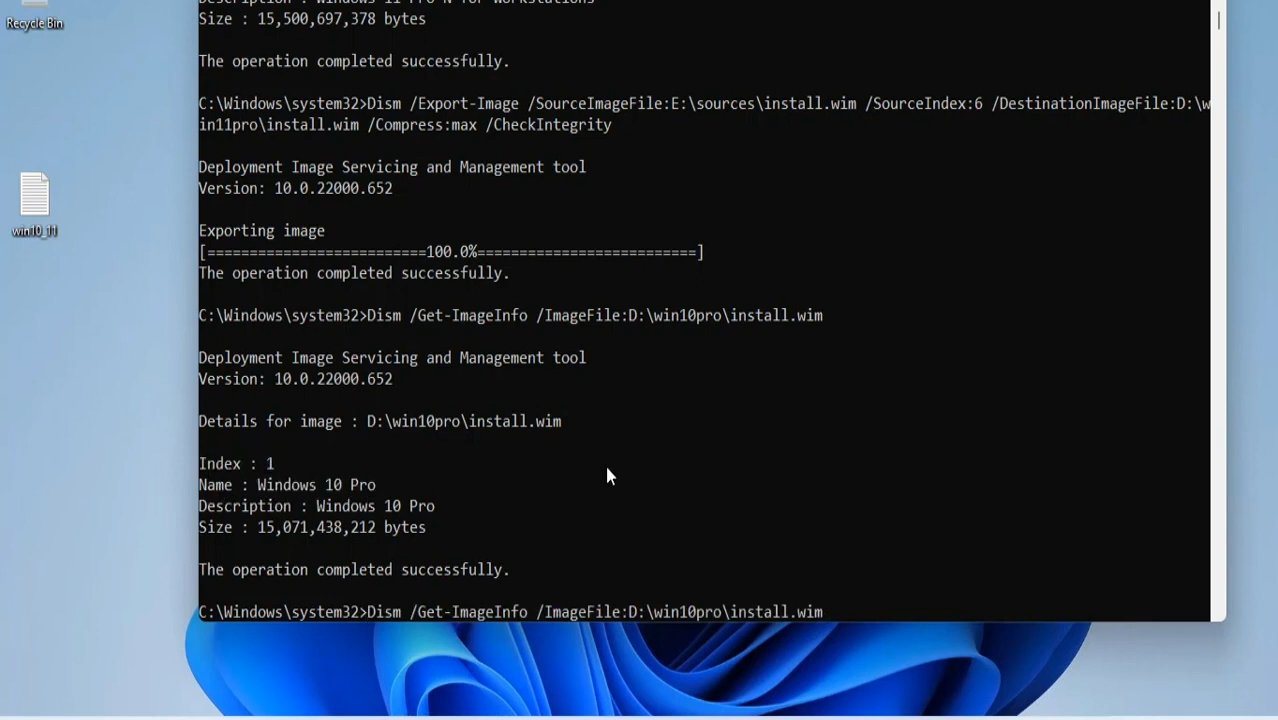 Recycle Bin
win10_11
Description : Windows 11 Pro N for Workstations
Size : 15,500,697,378 bytes
The operation completed successfully.
C:\Windows\system32>Dism /Export-Image /SourceImageFile:E:\sources\install.wim /SourceIndex:6 /DestinationImageFile:D:\w
in11pro\install.wim /Compress:max /CheckIntegrity
Deployment Image Servicing and Management tool
Version: 10.0.22000.652
Exporting image
[==========================100.0%==========================]
The operation completed successfully.
C:\Windows\system32>Dism /Get-ImageInfo /ImageFile:D:\win10pro\install.wim
Deployment Image Servicing and Management tool
Version: 10.0.22000.652
Details for image : D:\win10pro\install.wim
Index : 1
Name : Windows 10 Pro
Description : Windows 10 Pro
Size : 15,071,438,212 bytes
The operation completed successfully.
C:\Windows\system32>Dism /Get-ImageInfo /ImageFile:D:\win10pro\install.wim